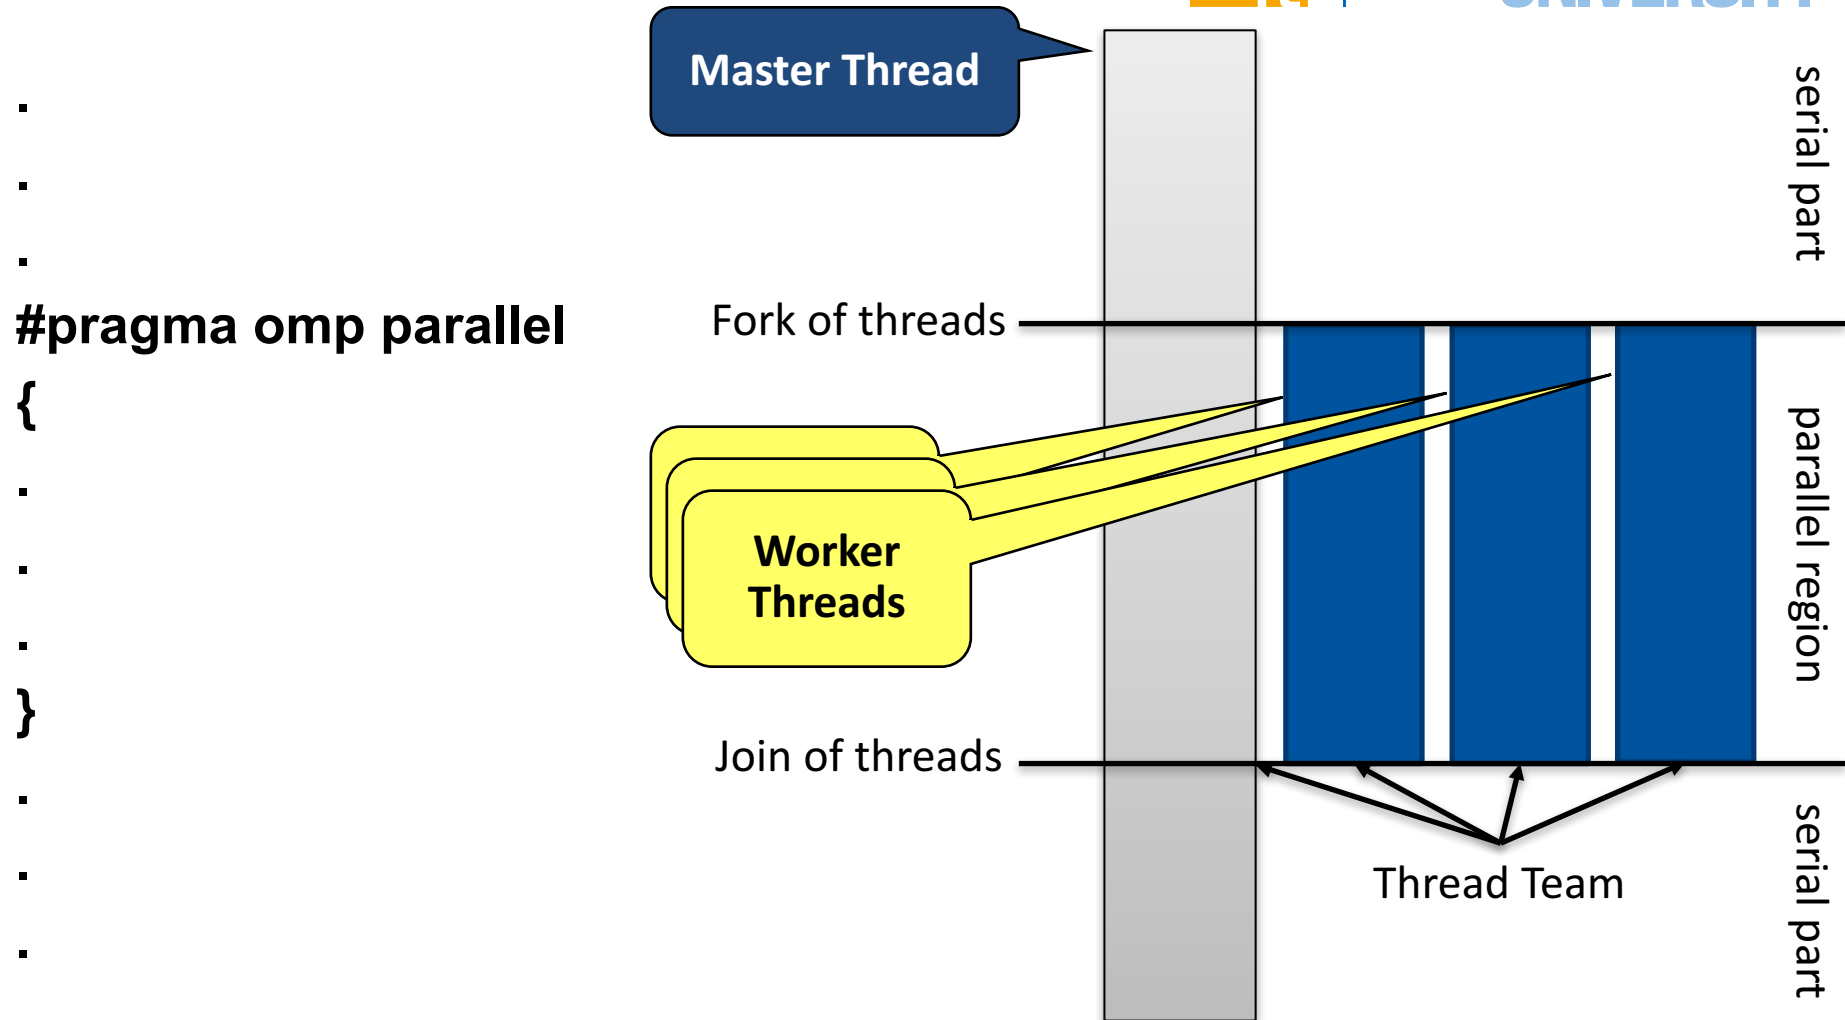 UNIVERSITY
Master Thread
serial part
.
.
.
#pragma omp parallel
Fork of threads
{
.
.
.
Worker
Threads
parallel region
}
Join of threads
.
.
.
Thread Team
serial part